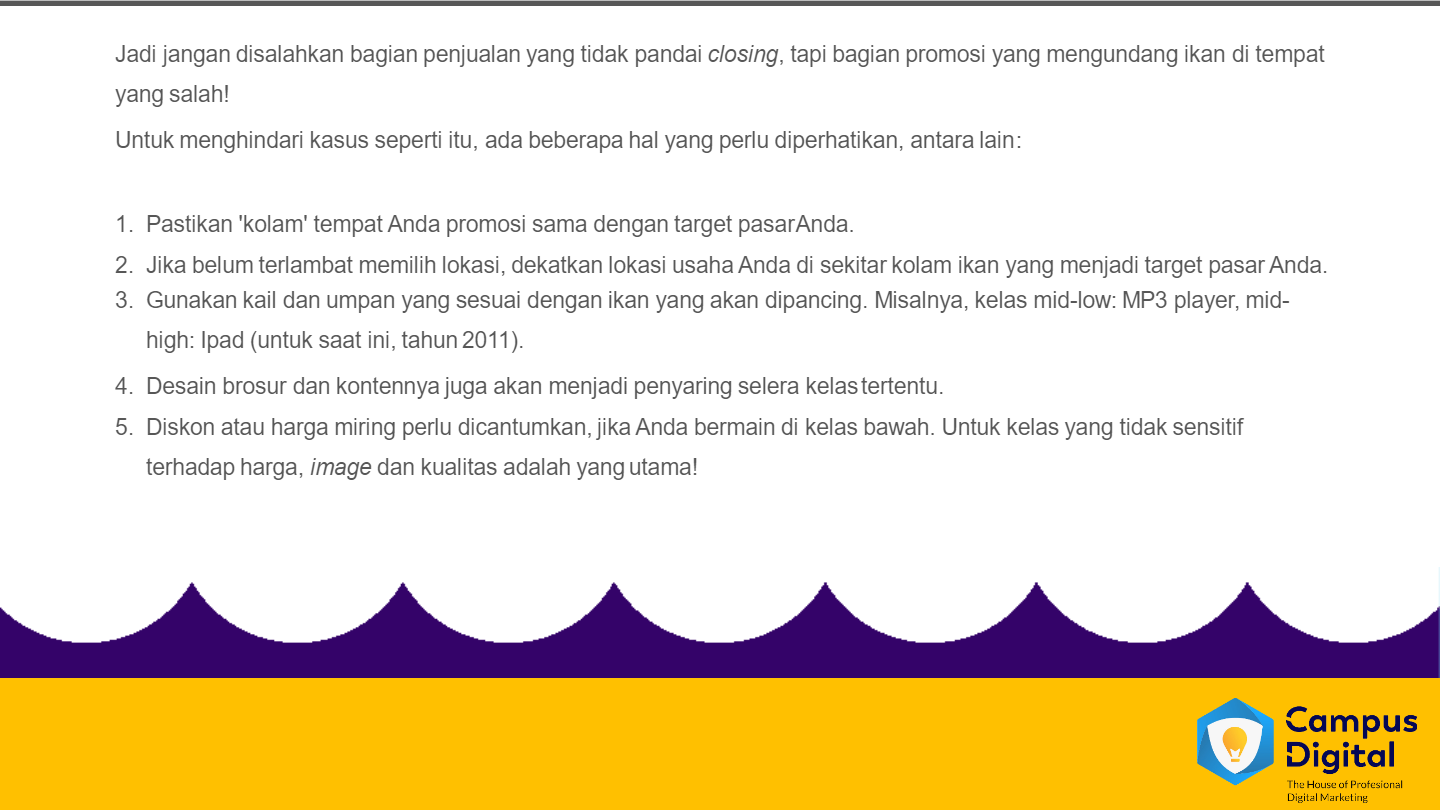 Jadi jangan disalahkan bagian penjualan yang tidak pandai closing, tapi bagian promosi yang mengundang ikan di tempat
yang salah!
Untuk menghindari kasus seperti itu, ada beberapa hal yang perlu diperhatikan, antara lain:
1. Pastikan 'kolam' tempat Anda promosi sama dengan target pasar Anda.
2. Jika belum terlambat memilih lokasi, dekatkan lokasi usaha Anda di sekitar kolam ikan yang menjadi target pasar Anda.
3. Gunakan kail dan umpan yang sesuai dengan ikan yang akan dipancing. Misalnya, kelas mid-low: MP3 player, mid-
high: Ipad (untuk saat ini, tahun 2011).
4. Desain brosur dan kontennya juga akan menjadi penyaring selera kelas tertentu.
5. Diskon atau harga miring perlu dicantumkan, jika Anda bermain di kelas bawah. Untuk kelas yang tidak sensitif
terhadap harga, image dan kualitas adalah yang utama!
Campus
Digital
The House of Profesional
Digital Marketing